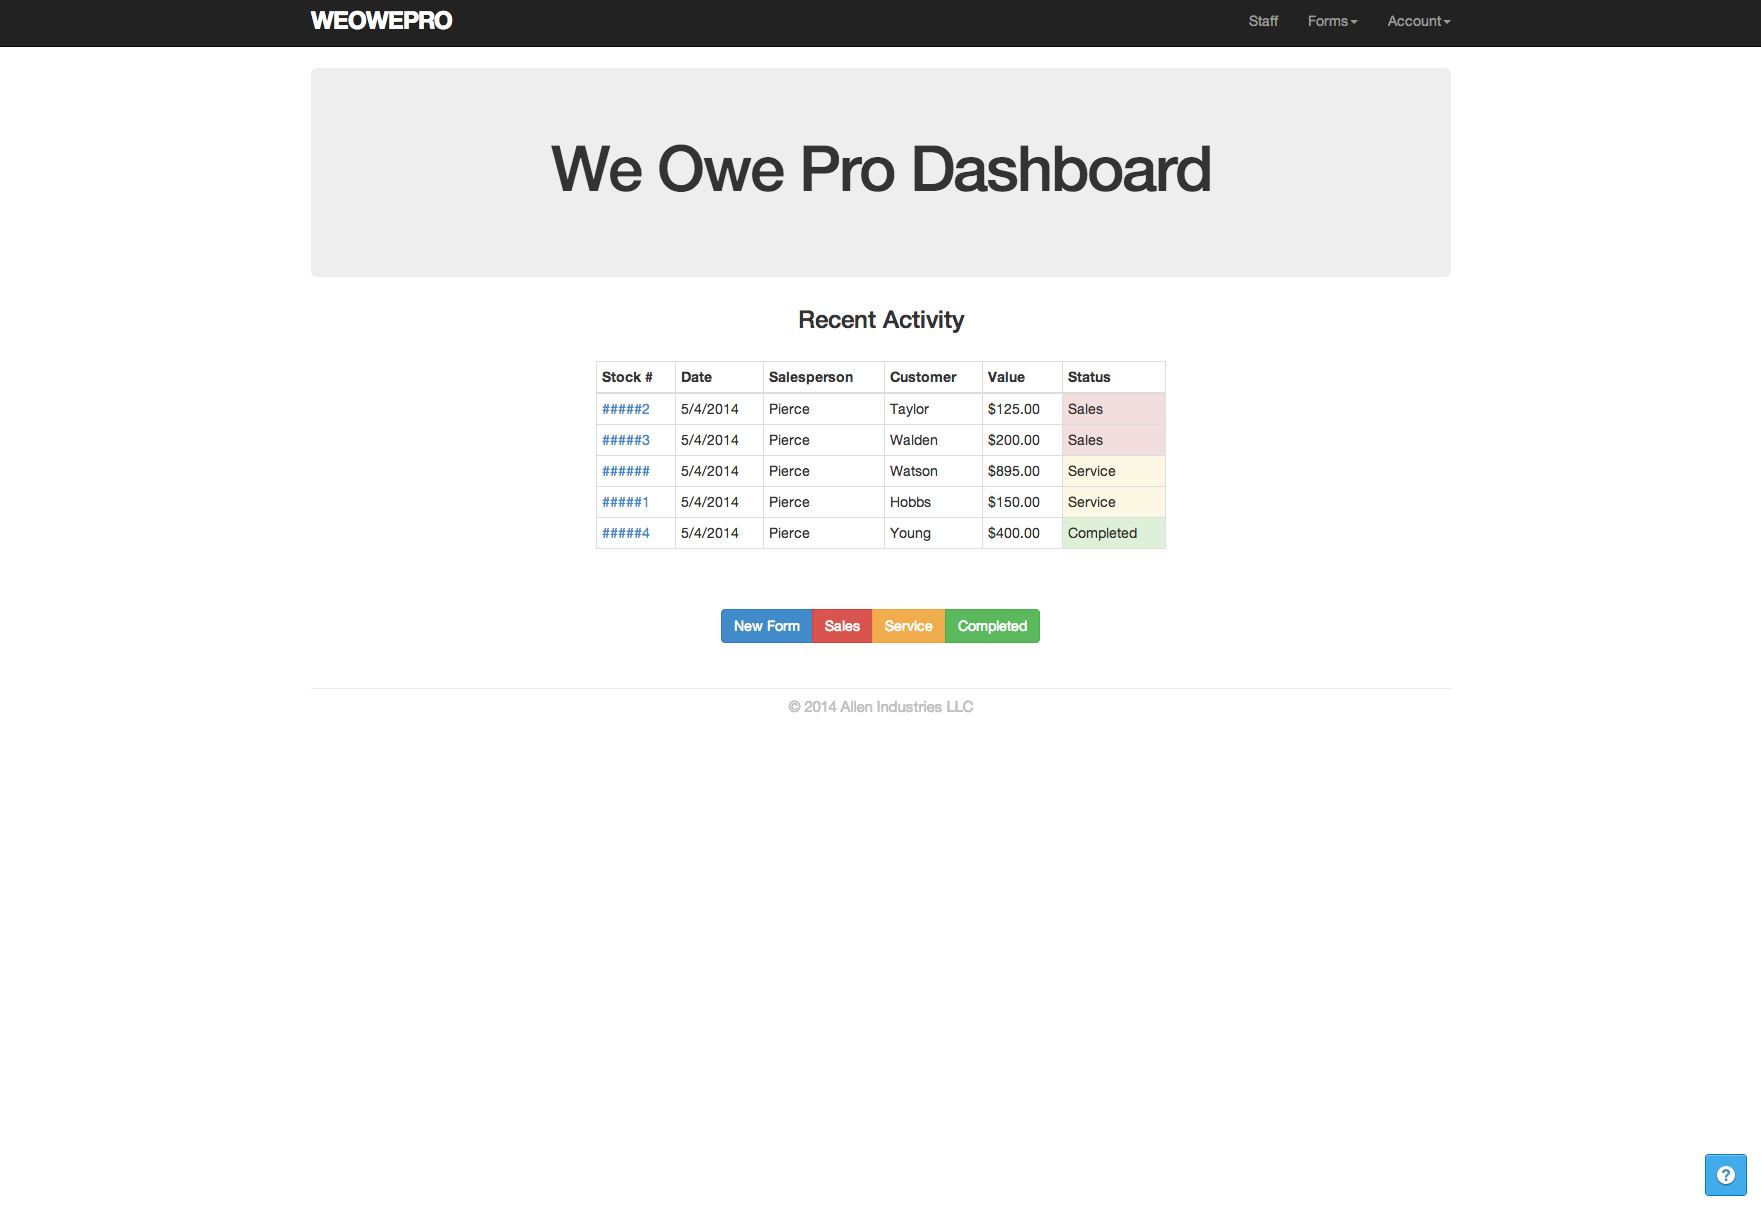 WEOWEPRO
Staff Forms Account
We Owe Pro Dashboard
Recent Activity
Stock # Date Salesperson Customer Value Status
#####2 5/4/2014 Pierce Taylor $125.00 Sales
#####3 5/4/2014 Pierce Walden $200.00 Sales
###### 5/4/2014 Pierce Watson $895.00 Service
#####1 5/4/2014 Pierce Hobbs $150.00 Service
#####4 5/4/2014 Pierce Young $400.00 Completed
New Form Sales Service Completed
© 2014 Allen Industries LLC
?